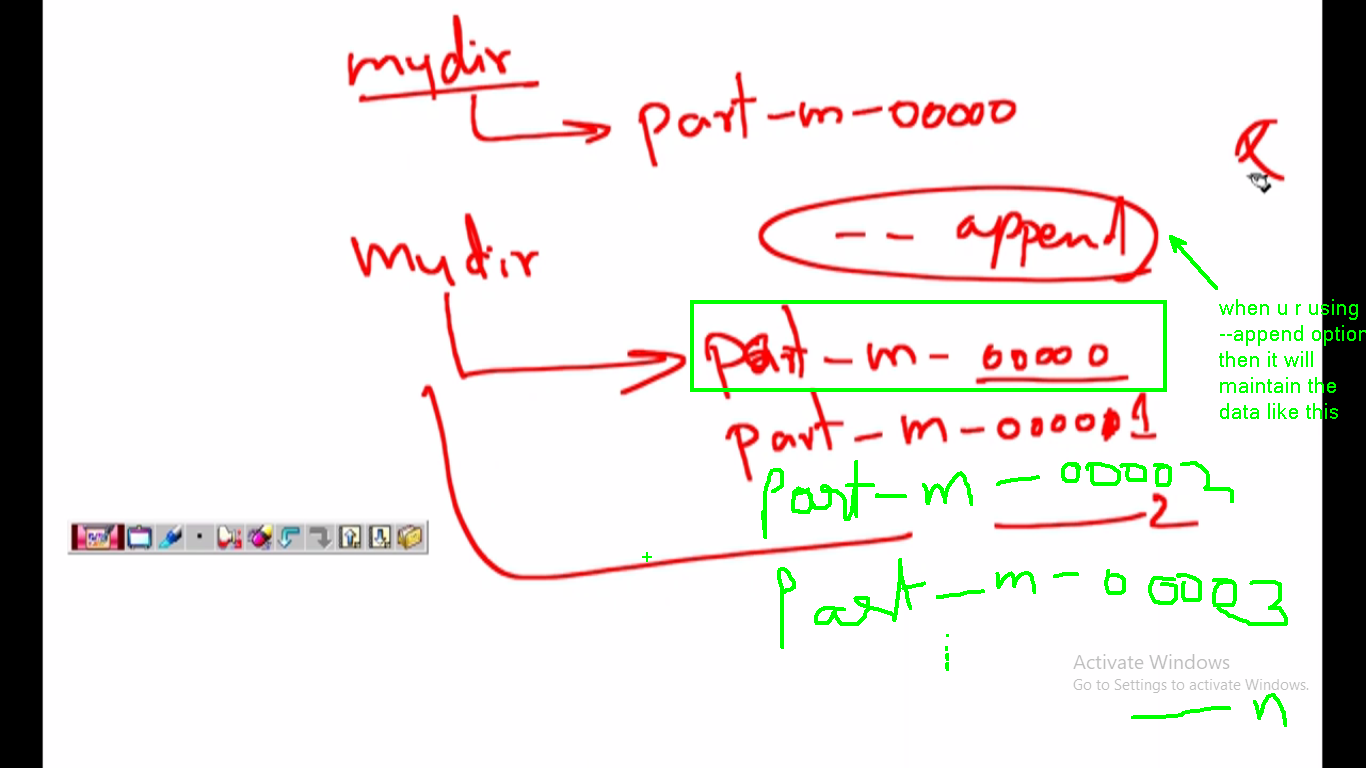 mydir
part-m-00000
-- append
mydir
when u r using
--append option
then it will
maintain the
data like this
part-m-00000
part-m-000001
part-m-00002
2
part-m-00003
Activate Windows
Go to Settings to activate Windows.
n